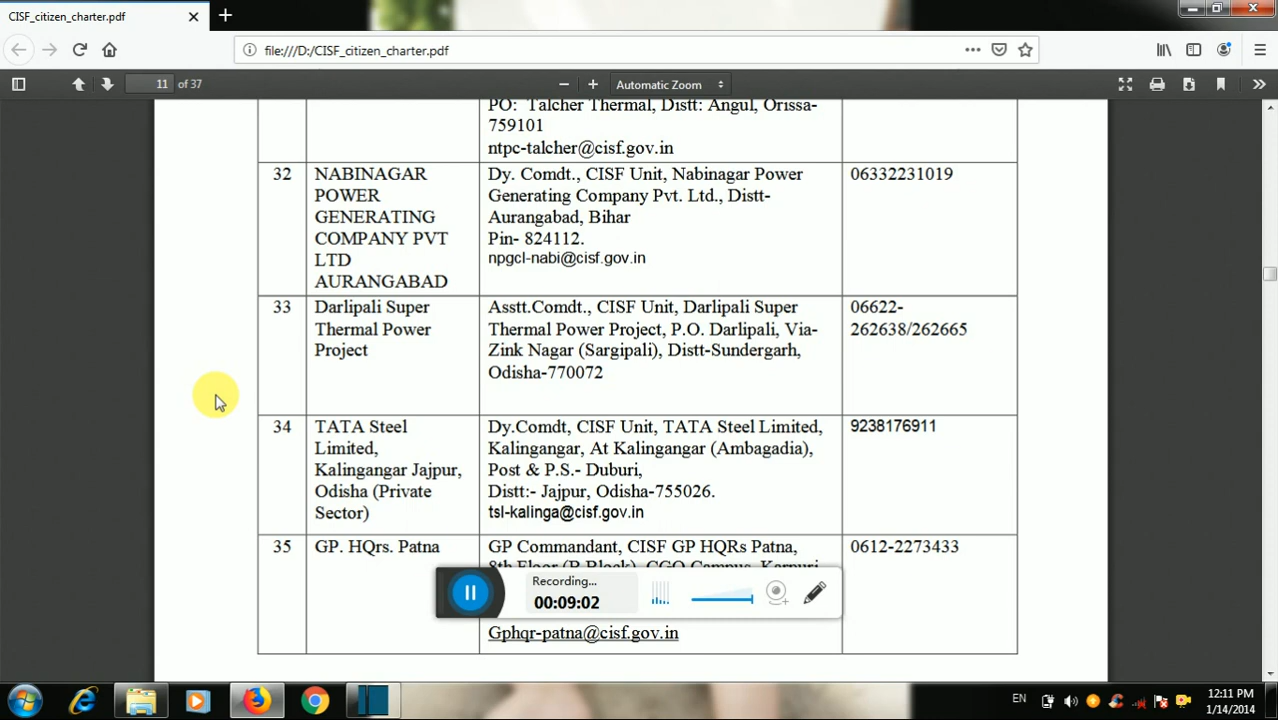 CISF_citizen_charter.pdf
file:///D:/CISF_citizen_charter.pdf
11 of 37
Automatic Zoom
PO: Talcher Thermal, Distt: Angul, Orissa-
759101
ntpc-talcher@cisf.gov.in
32
NABINAGAR
POWER
GENERATING
COMPANY PVT
LTD
AURANGABAD
Dy. Comdt., CISF Unit, Nabinagar Power
Generating Company Pvt. Ltd., Distt-
Aurangabad, Bihar
Pin- 824112.
npgcl-nabi@cisf.gov.in
06332231019
33
Darlipali Super
Thermal Power
Project
Asstt.Comdt., CISF Unit, Darlipali Super
Thermal Power Project, P.O. Darlipali, Via-
Zink Nagar (Sargipali), Distt-Sundergarh,
Odisha-770072
06622-
262638/262665
34
TATA Steel
Limited,
Kalingangar Jajpur,
Odisha (Private
Sector)
Dy.Comdt, CISF Unit, TATA Steel Limited,
Kalingangar, At Kalingangar (Ambagadia),
Post & P.S.- Duburi,
Distt:- Jajpur, Odisha-755026.
tsl-kalinga@cisf.gov.in
9238176911
35
GP. HQrs. Patna
GP Commandant, CISF GP HQRs Patna,
8th Floor (B Block), CGO Campus, Karpuri
Gphqr-patna@cisf.gov.in
0612-2273433
Recording...
00:09:02
EN
12:11 PM
1/14/2014